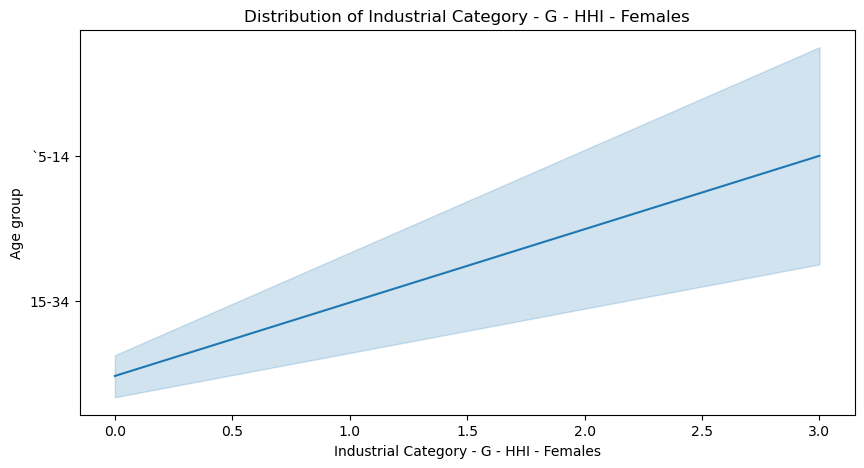 Distribution of Industrial Category - G - HHI - Females
Age group
`5-14
15-34
0.0 0.5 1.0 1.5 2.0 2.5 3.0
Industrial Category - G - HHI - Females